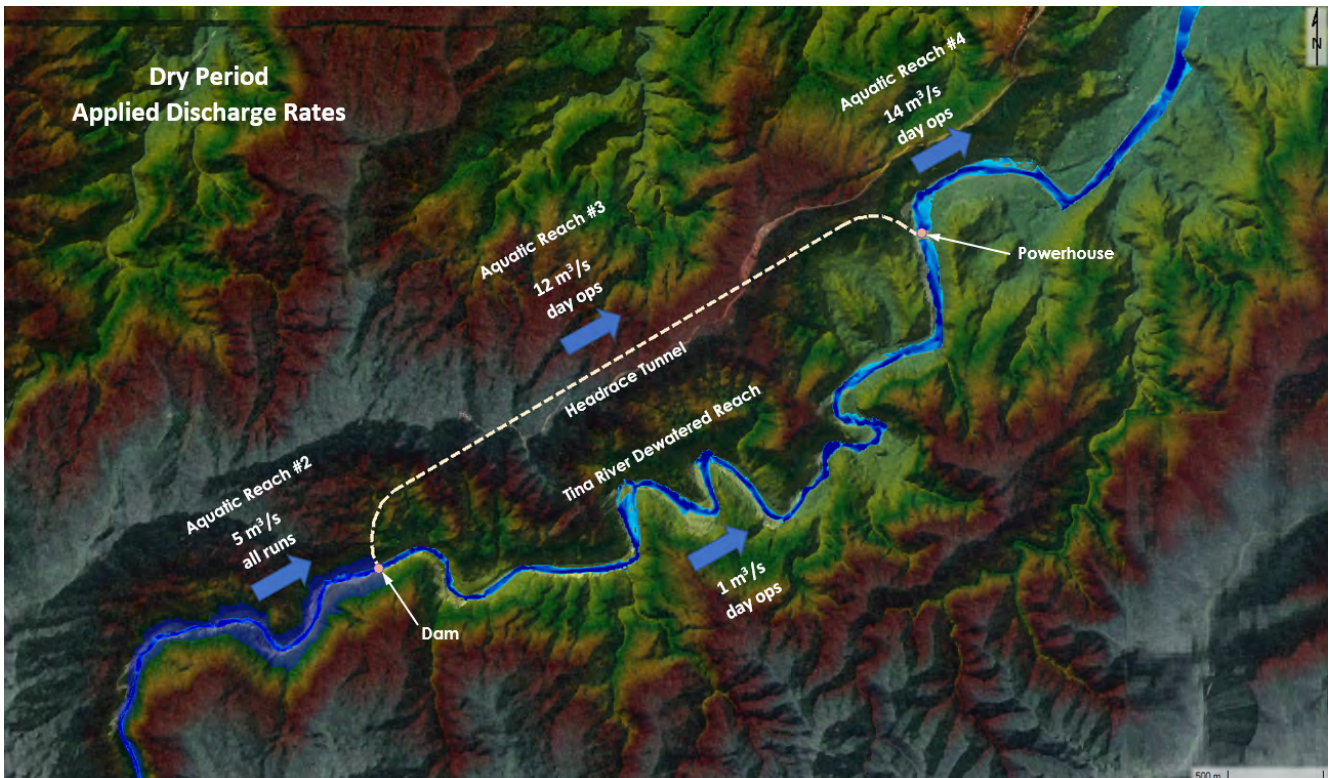 Dry Period
Applied Discharge Rates
N
Aquatic Reach #4
14 m³/s
day ops
Aquatic Reach #3
12 m³/s
day ops
Powerhouse
Headrace Tunnel
Tina River Dewatered Reach
Aquatic Reach #2
5 m³/s
all runs
1 m³/s
day ops
Dam
500 m